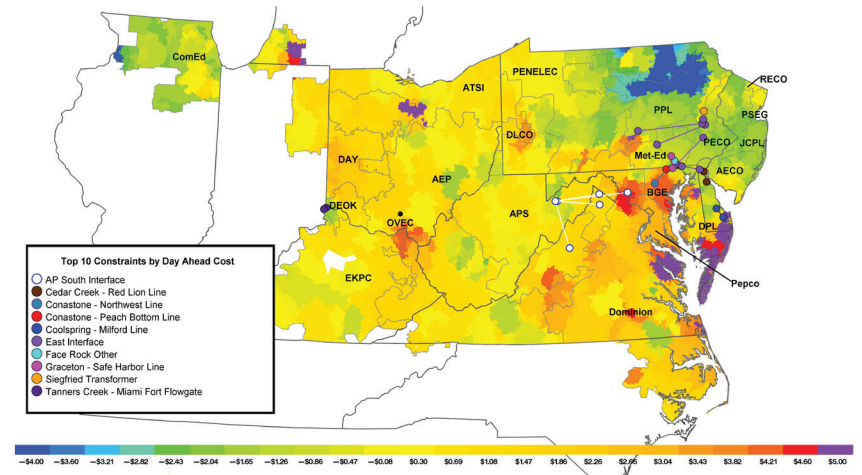 ComEd
ATSI
PENELEC
RECO
PPL
PSEG
DLCO
PECO
JCPL
Met-Ed
DAY
AEP
AECO
BGE
DEOK
APS
OVEC
DPL
Pepco
EKPC
Dominion
Top 10 Constraints by Day Ahead Cost
AP South Interface
Cedar Creek - Red Lion Line
Conastone - Northwest Line
Conastone - Peach Bottom Line
Coolspring - Milford Line
East Interface
Face Rock Other
Graceton - Safe Harbor Line
Siegfried Transformer
Tanners Creek - Miami Fort Flowgate
–$4.00 –$3.60 –$3.21 –$2.82 –$2.43 –$2.04 –$1.65 –$1.26 –$0.86 –$0.47 –$0.08 $0.30 $0.69 $1.08 $1.47 $1.86 $2.26 $2.65 $3.04 $3.43 $3.82 $4.21 $4.60 $5.00